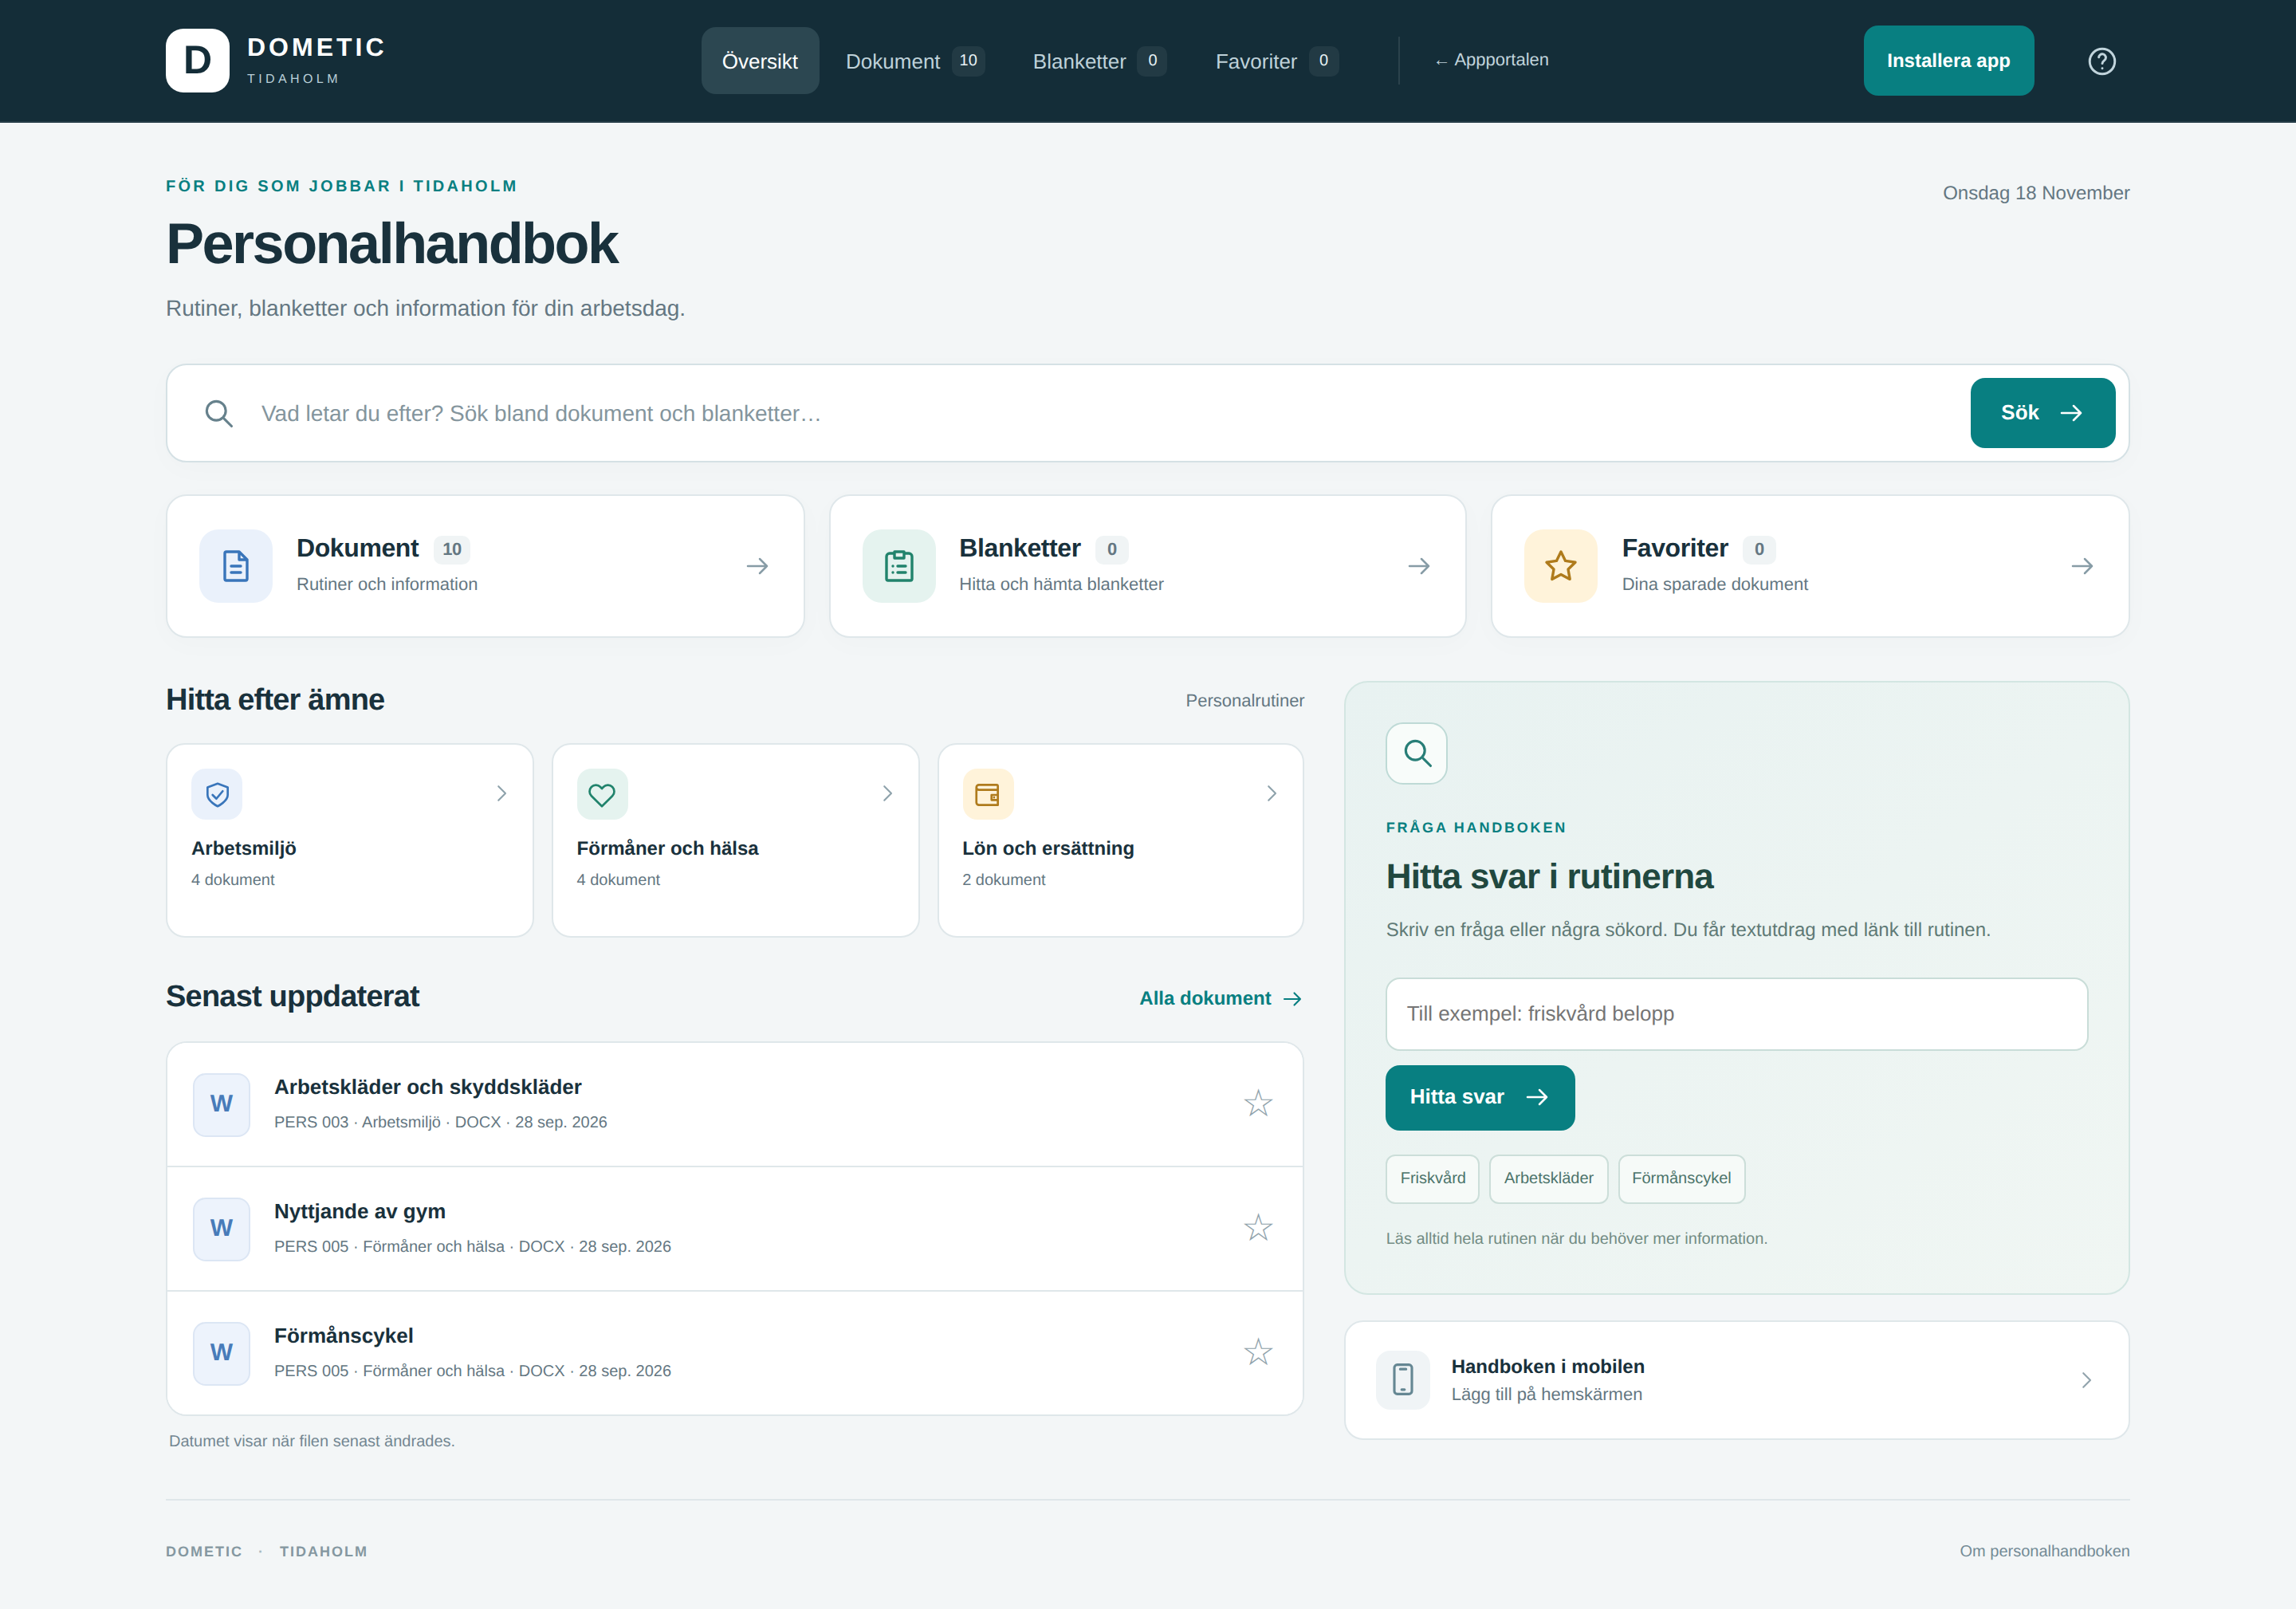 D
DOMETIC
TIDAHOLM
Översikt
Dokument 10
Blanketter 0
Favoriter 0
← Appportalen
Installera app
?
FÖR DIG SOM JOBBAR I TIDAHOLM
Onsdag 18 November
Personalhandbok
Rutiner, blanketter och information för din arbetsdag.
Vad letar du efter? Sök bland dokument och blanketter…
Sök
Dokument 10
Rutiner och information
Blanketter 0
Hitta och hämta blanketter
Favoriter 0
Dina sparade dokument
Hitta efter ämne
Personalrutiner
Arbetsmiljö
4 dokument
Förmåner och hälsa
4 dokument
Lön och ersättning
2 dokument
Senast uppdaterat
Alla dokument
W
Arbetskläder och skyddskläder
PERS 003 · Arbetsmiljö · DOCX · 28 sep. 2026
W
Nyttjande av gym
PERS 005 · Förmåner och hälsa · DOCX · 28 sep. 2026
W
Förmånscykel
PERS 005 · Förmåner och hälsa · DOCX · 28 sep. 2026
Datumet visar när filen senast ändrades.
FRÅGA HANDBOKEN
Hitta svar i rutinerna
Skriv en fråga eller några sökord. Du får textutdrag med länk till rutinen.
Till exempel: friskvård belopp
Hitta svar
Friskvård
Arbetskläder
Förmånscykel
Läs alltid hela rutinen när du behöver mer information.
Handboken i mobilen
Lägg till på hemskärmen
DOMETIC · TIDAHOLM
Om personalhandboken